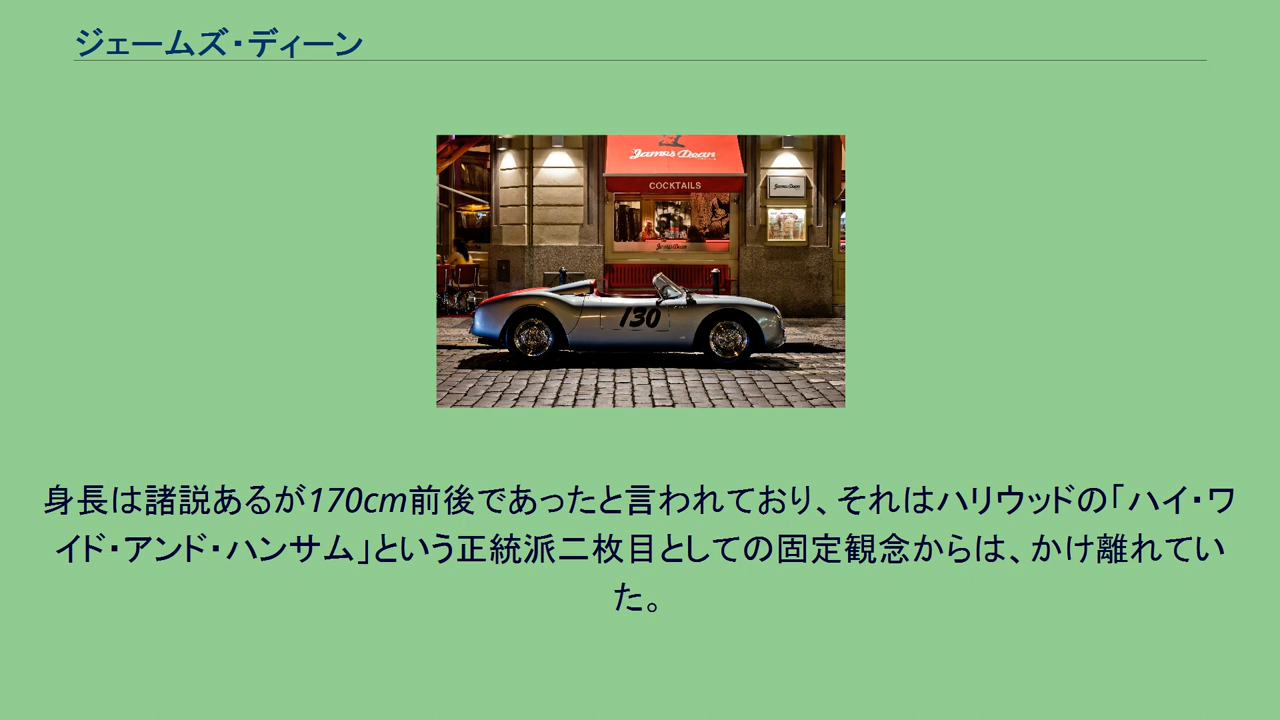 ジェームズ・ディーン
James Dean
COCKTAILS
James Dean
James Dean
130
身長は諸説あるが170cm前後であったと言われており、それはハリウッドの「ハイ・ワ
イド・アンド・ハンサム」という正統派二枚目としての固定観念からは、かけ離れてい
た。